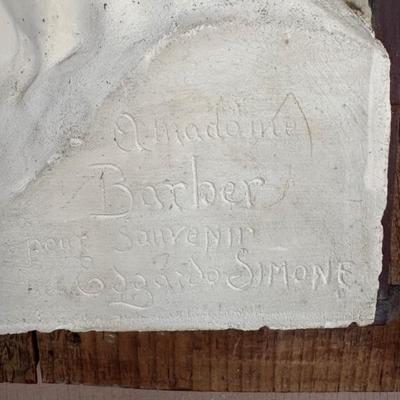 A madame
Barber
pour souvenir
Edgardo SIMONE